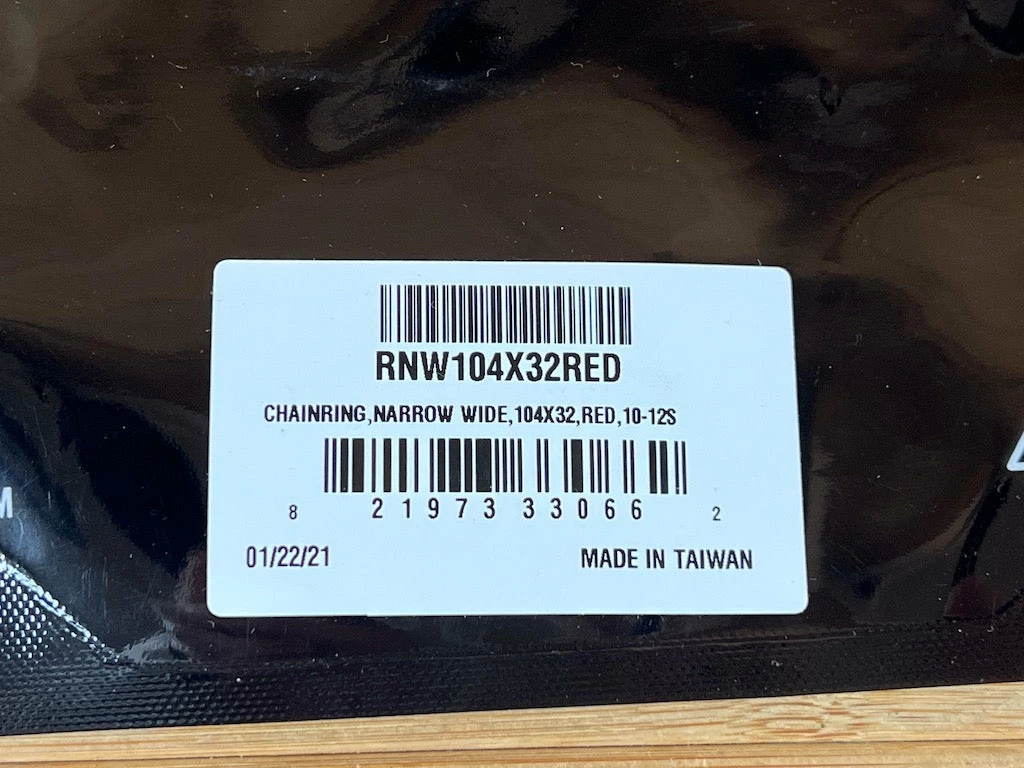 RNW104X32RED
CHAINRING,NARROW WIDE,104X32,RED,10-12S
8 21973 33066 2
01/22/21 MADE IN TAIWAN
M